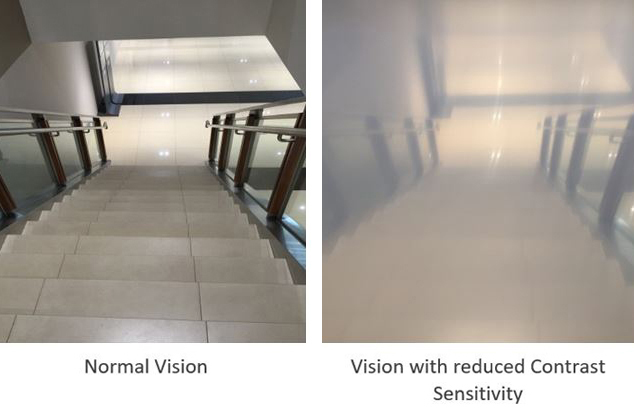 Normal Vision
Vision with reduced Contrast
Sensitivity